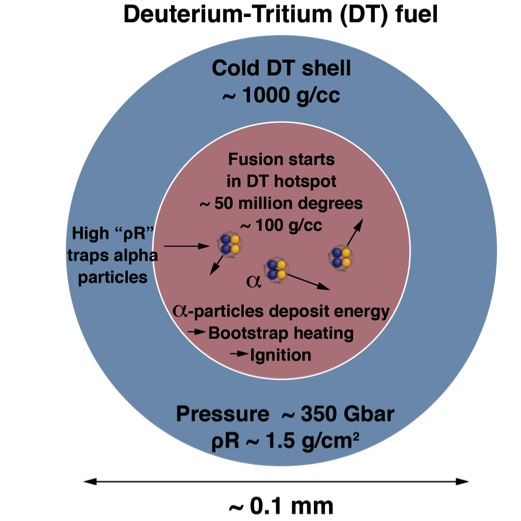 Deuterium-Tritium (DT) fuel
Cold DT shell
~ 1000 g/cc
Fusion starts
in DT hotspot
~ 50 million degrees
~ 100 g/cc
High “ρR”
traps alpha
particles
α
α-particles deposit energy
→Bootstrap heating
→Ignition
Pressure ~ 350 Gbar
ρR ~ 1.5 g/cm²
~ 0.1 mm